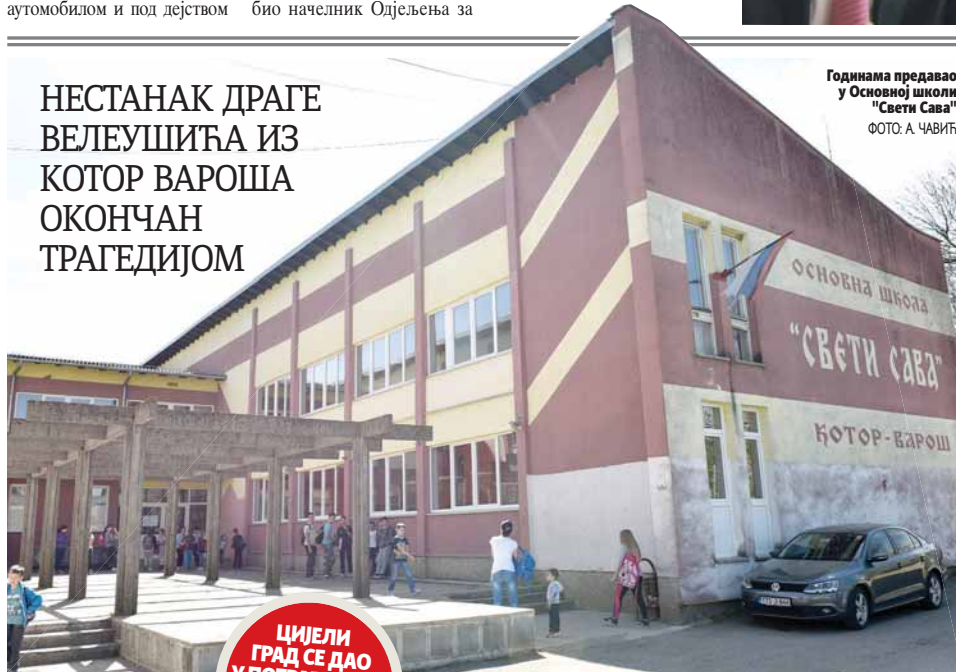 аутомобилом и под дејством
био начелник Одјељења за
НЕСТАНАК ДРАГЕ
ВЕЛЕУШИЋА ИЗ
КОТОР ВАРОША
ОКОНЧАН
ТРАГЕДИЈОМ
Годинама предавао
у Основној школи
"Свети Сава"
ФОТО: А. ЧАВИЋ
ОСНОВНА ШКОЛА
"СВЕТИ САВА"
КОТОР-ВАРОШ
ЦИЈЕЛИ
ГРАД СЕ ДАО